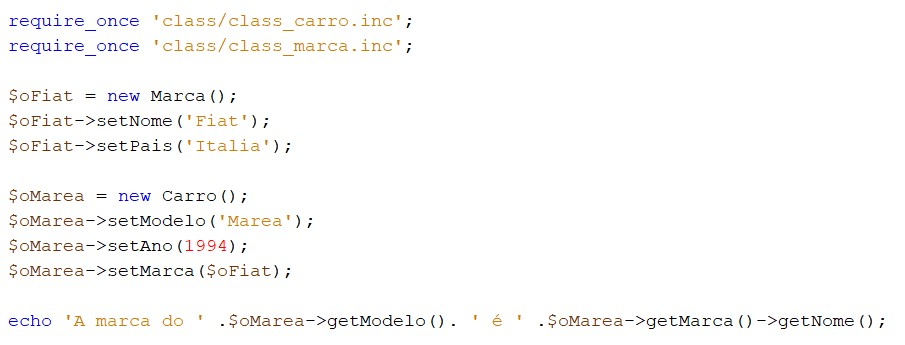 require_once 'class/class_carro.inc';
require_once 'class/class_marca.inc';
$oFiat = new Marca();
$oFiat->setNome('Fiat');
$oFiat->setPais('Italia');
$oMarea = new Carro();
$oMarea->setModelo('Marea');
$oMarea->setAno(1994);
$oMarea->setMarca($oFiat);
echo 'A marca do ' .$oMarea->getModelo(). ' é ' .$oMarea->getMarca()->getNome();